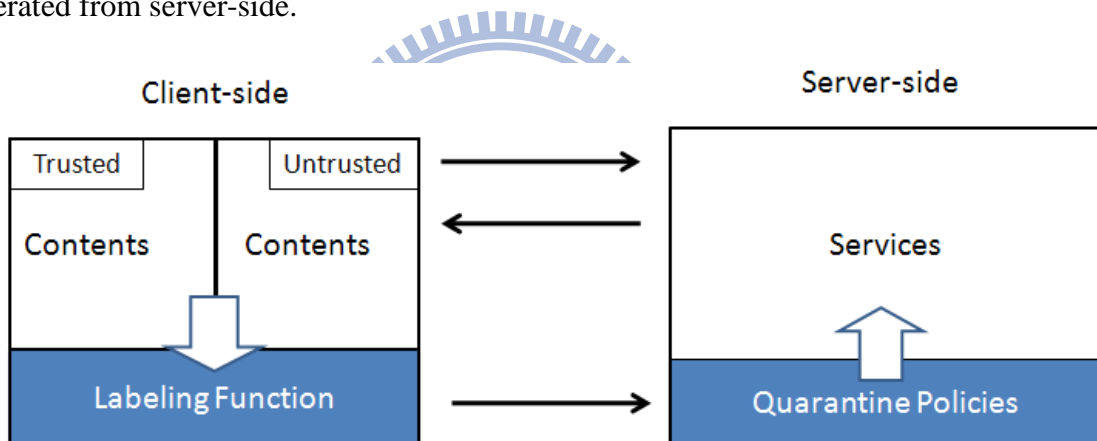 erated from server-side.
Client-side
Server-side
Trusted
Untrusted
Contents
Contents
Services
Labeling Function
Quarantine Policies